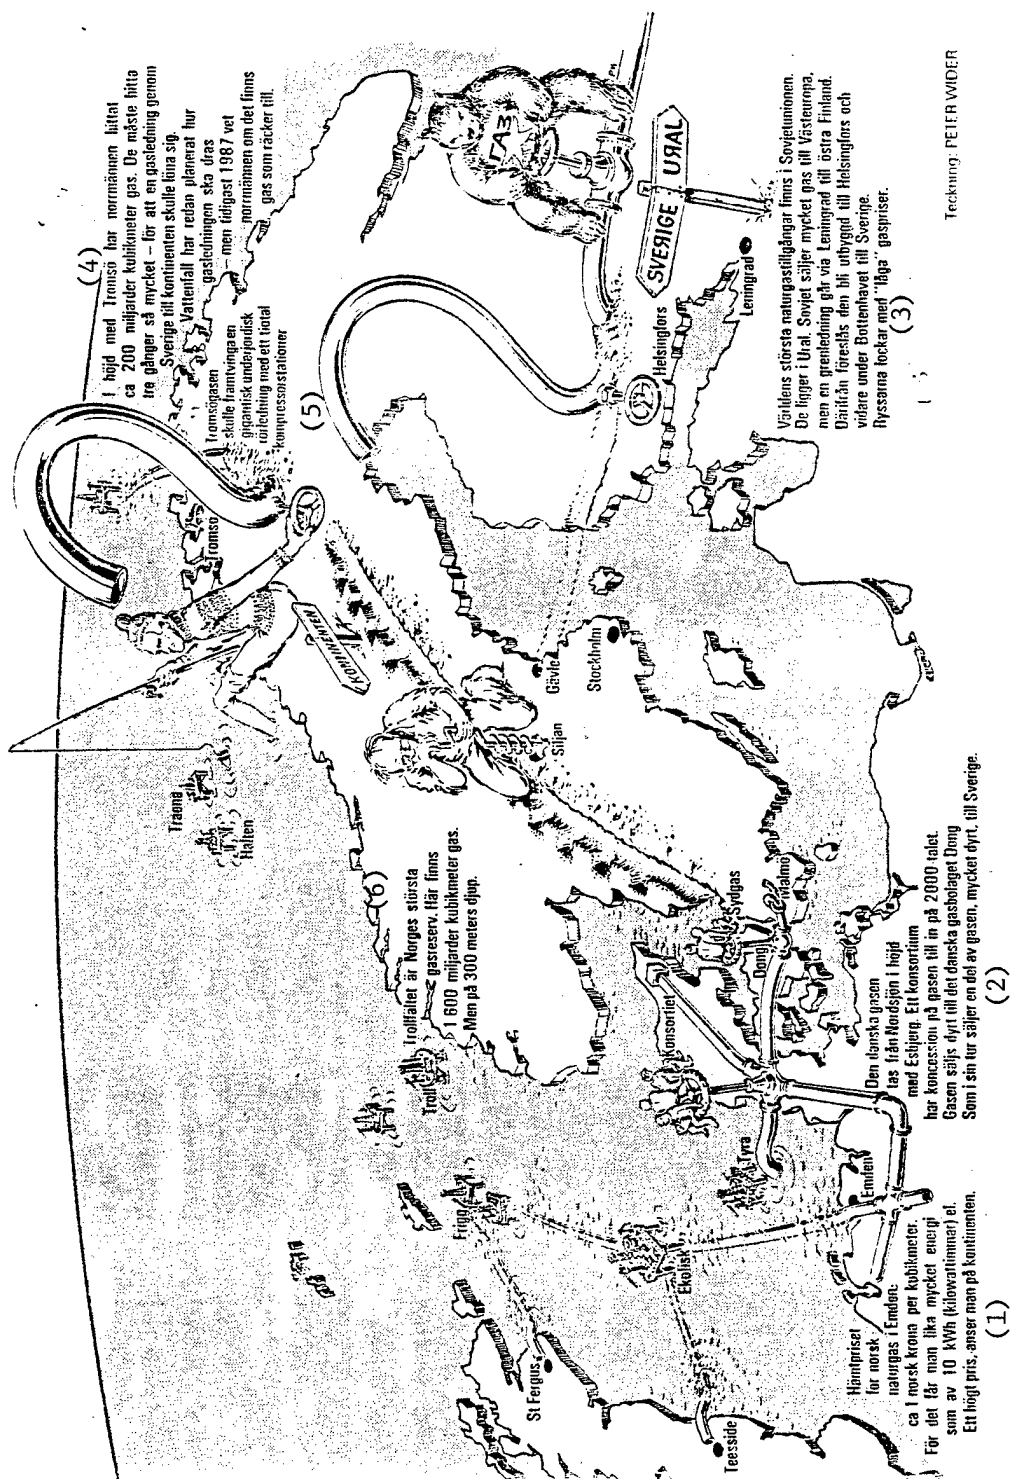 (4)
I höjd med Tromsö har norrmännen hittat
ca 200 miljarder kubikmeter gas. De måste hitta
tre gånger så mycket – för att en gasledning genom
Sverige till kontinenten skulle löna sig.
Vattenfall har redan planerat hur
gasledningen ska dras
– men tidigast 1987 vet
norrmännen om det finns
gas som räcker till.
Tromsögasen
skulle framtvinga en
gigantisk underjordisk
rörledning med ett tiotal
kompressorstationer
(5)
Tromsö
KONTINENTEN
Traena
Halten
(6)
Trollfältet är Norges största
gasreserv. Här finns
1 600 miljarder kubikmeter gas.
Men på 300 meters djup.
Troll
Frigg
Ekofisk
St Fergus
Teesside
Tyra
Emden
Konsortiet
Dong
Sydgas
Malmö
Siljan
Gävle
Stockholm
Helsingfors
Leningrad
ГАЗ
SVERIGE URAL
Världens största naturgastillgångar finns i Sovjetunionen.
De ligger i Ural. Sovjet säljer mycket gas till Västeuropa,
men en grenledning går via Leningrad till östra Finland.
Därifrån föreslås den bli utbyggd till Helsingfors och
vidare under Bottenhavet till Sverige.
Ryssarna lockar med "låga" gaspriser.
(3)
Den danska gasen
tas från Nordsjön i höjd
med Esbjerg. Ett konsortium
har koncession på gasen till in på 2000 talet.
Gasen säljs dyrt till det danska gasbolaget Dong
Som i sin tur säljer en del av gasen, mycket dyrt, till Sverige.
(2)
Hämtpriset
för norsk
naturgas i Emden:
ca 1 norsk krona per kubikmeter.
För det får man lika mycket energi
som av 10 kWh (kilowattimmar) el.
Ett högt pris, anser man på kontinenten.
(1)
Teckning: PETER WIDER